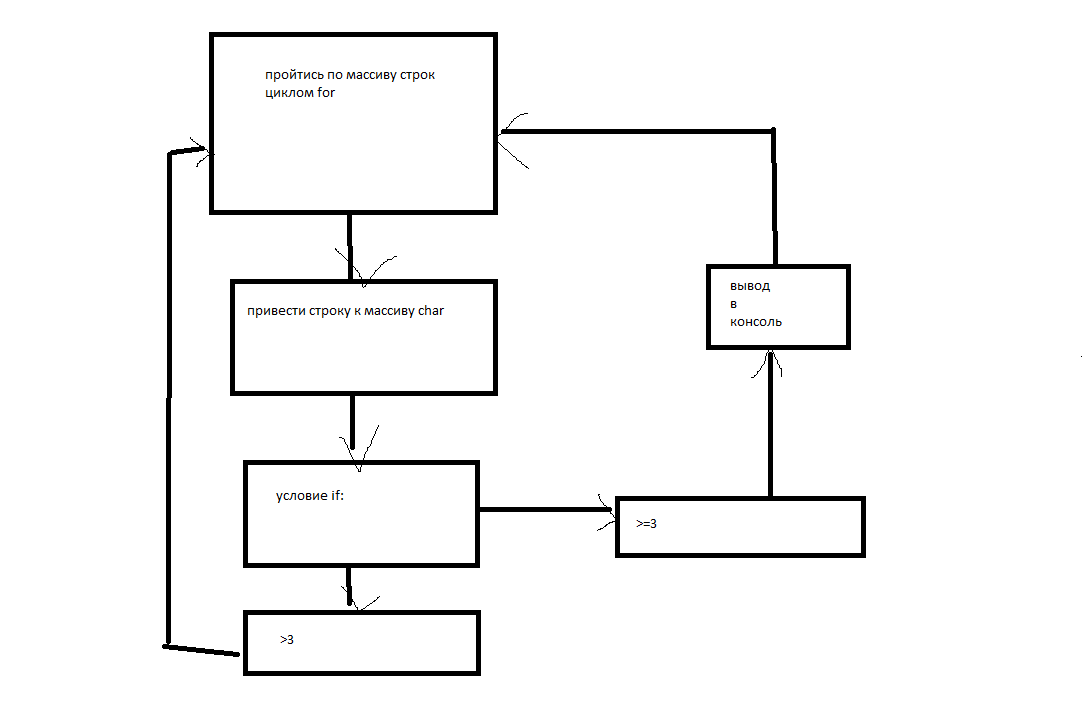 пройтись по массиву строк
циклом for
привести строку к массиву char
вывод
в
консоль
условие if:
>=3
>3